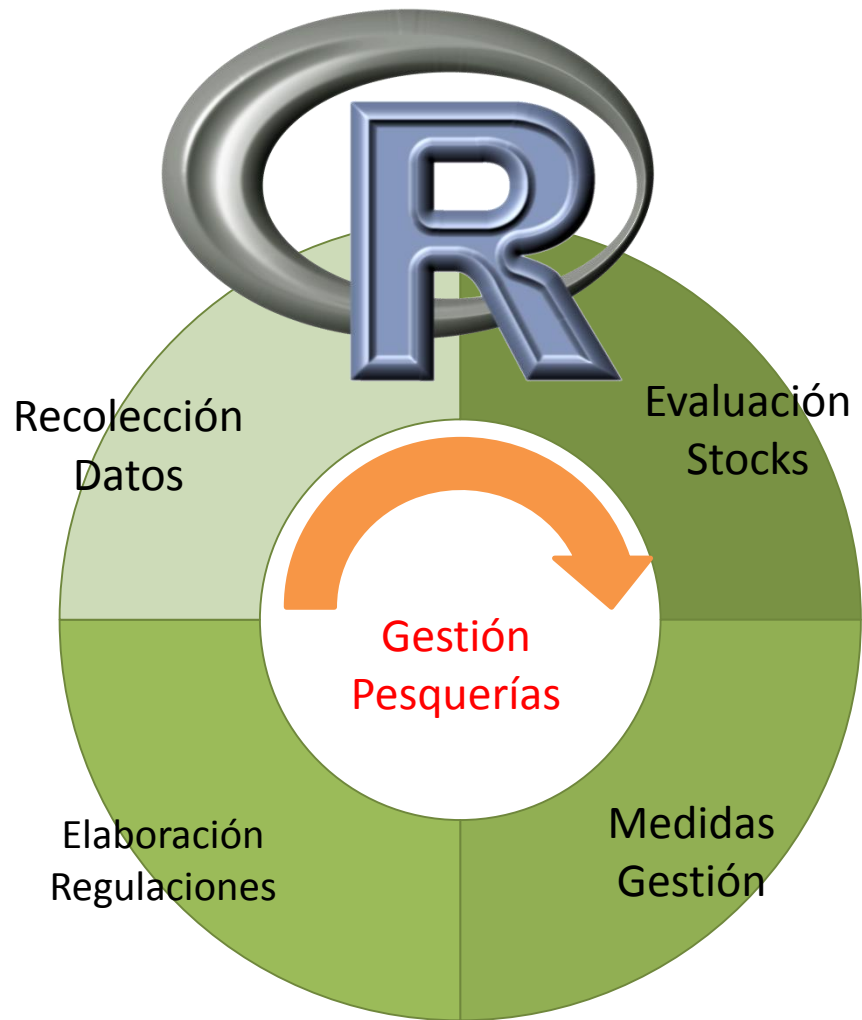 R
Recolección
Datos
Evaluación
Stocks
Gestión
Pesquerías
Elaboración
Regulaciones
Medidas
Gestión